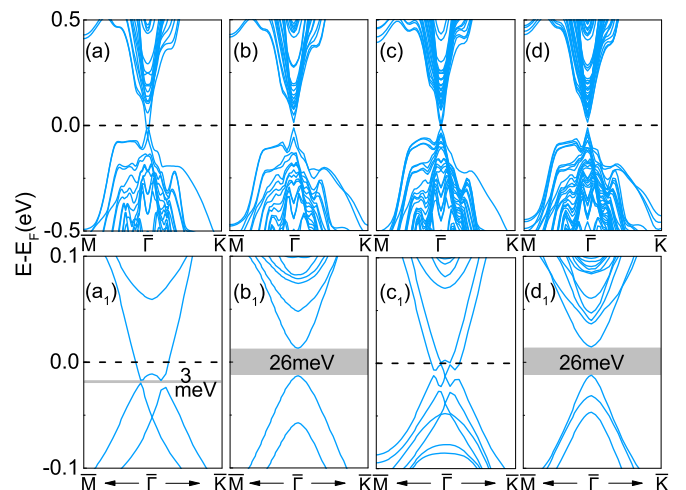 0.5
(a)
(b)
(c)
(d)
0.0
-0.5
M̅ Γ̅ K̅ M̅ Γ̅ K̅ M̅ Γ̅ K̅ M̅ Γ̅ K̅
E-E_F(eV)
0.1
(a₁)
(b₁)
(c₁)
(d₁)
0.0
3
meV
26meV
26meV
-0.1
M̅ ← Γ̅ → K̅ M̅ ← Γ̅ → K̅ M̅ ← Γ̅ → K̅ M̅ ← Γ̅ → K̅